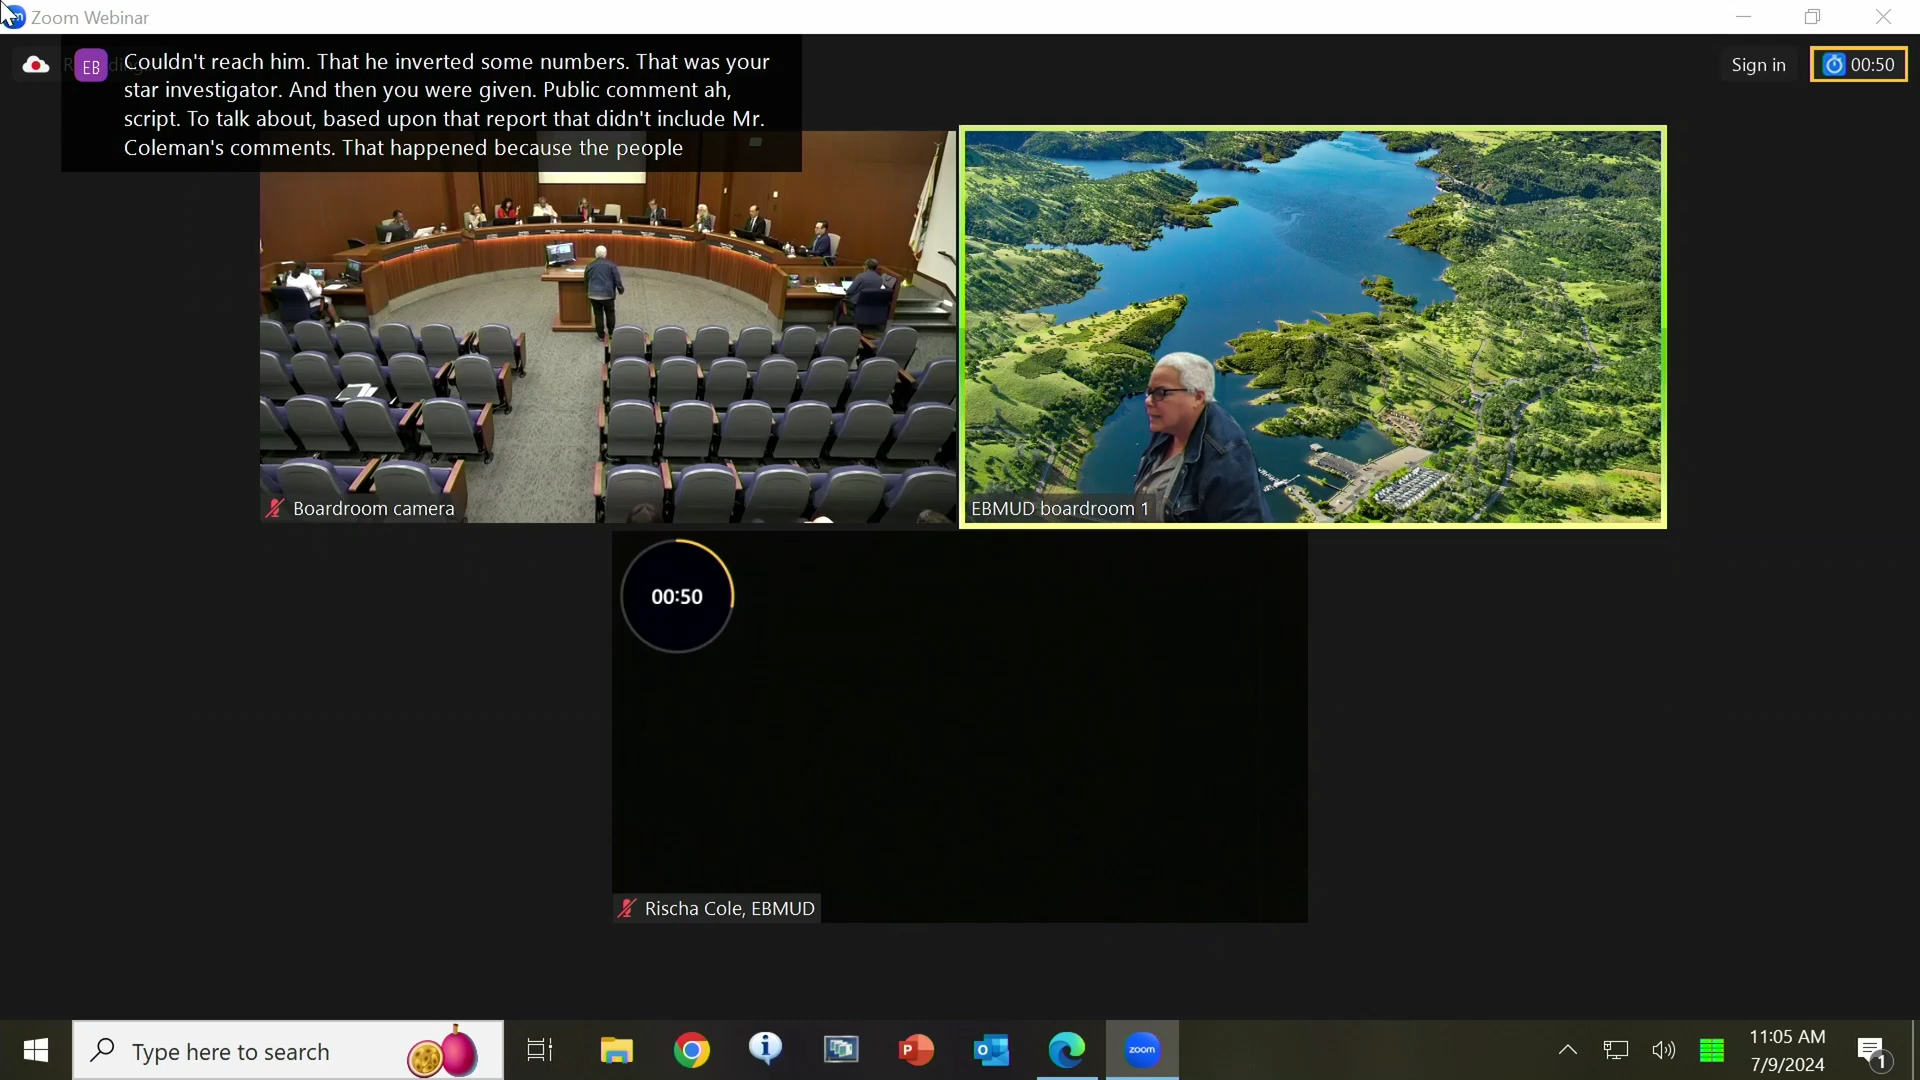 Zoom Webinar
EB
Couldn't reach him. That he inverted some numbers. That was your
star investigator. And then you were given. Public comment ah,
script. To talk about, based upon that report that didn't include Mr.
Coleman's comments. That happened because the people
Sign in
00:50
Boardroom camera
EBMUD boardroom 1
00:50
Rischa Cole, EBMUD
Type here to search
zoom
11:05 AM
7/9/2024
1